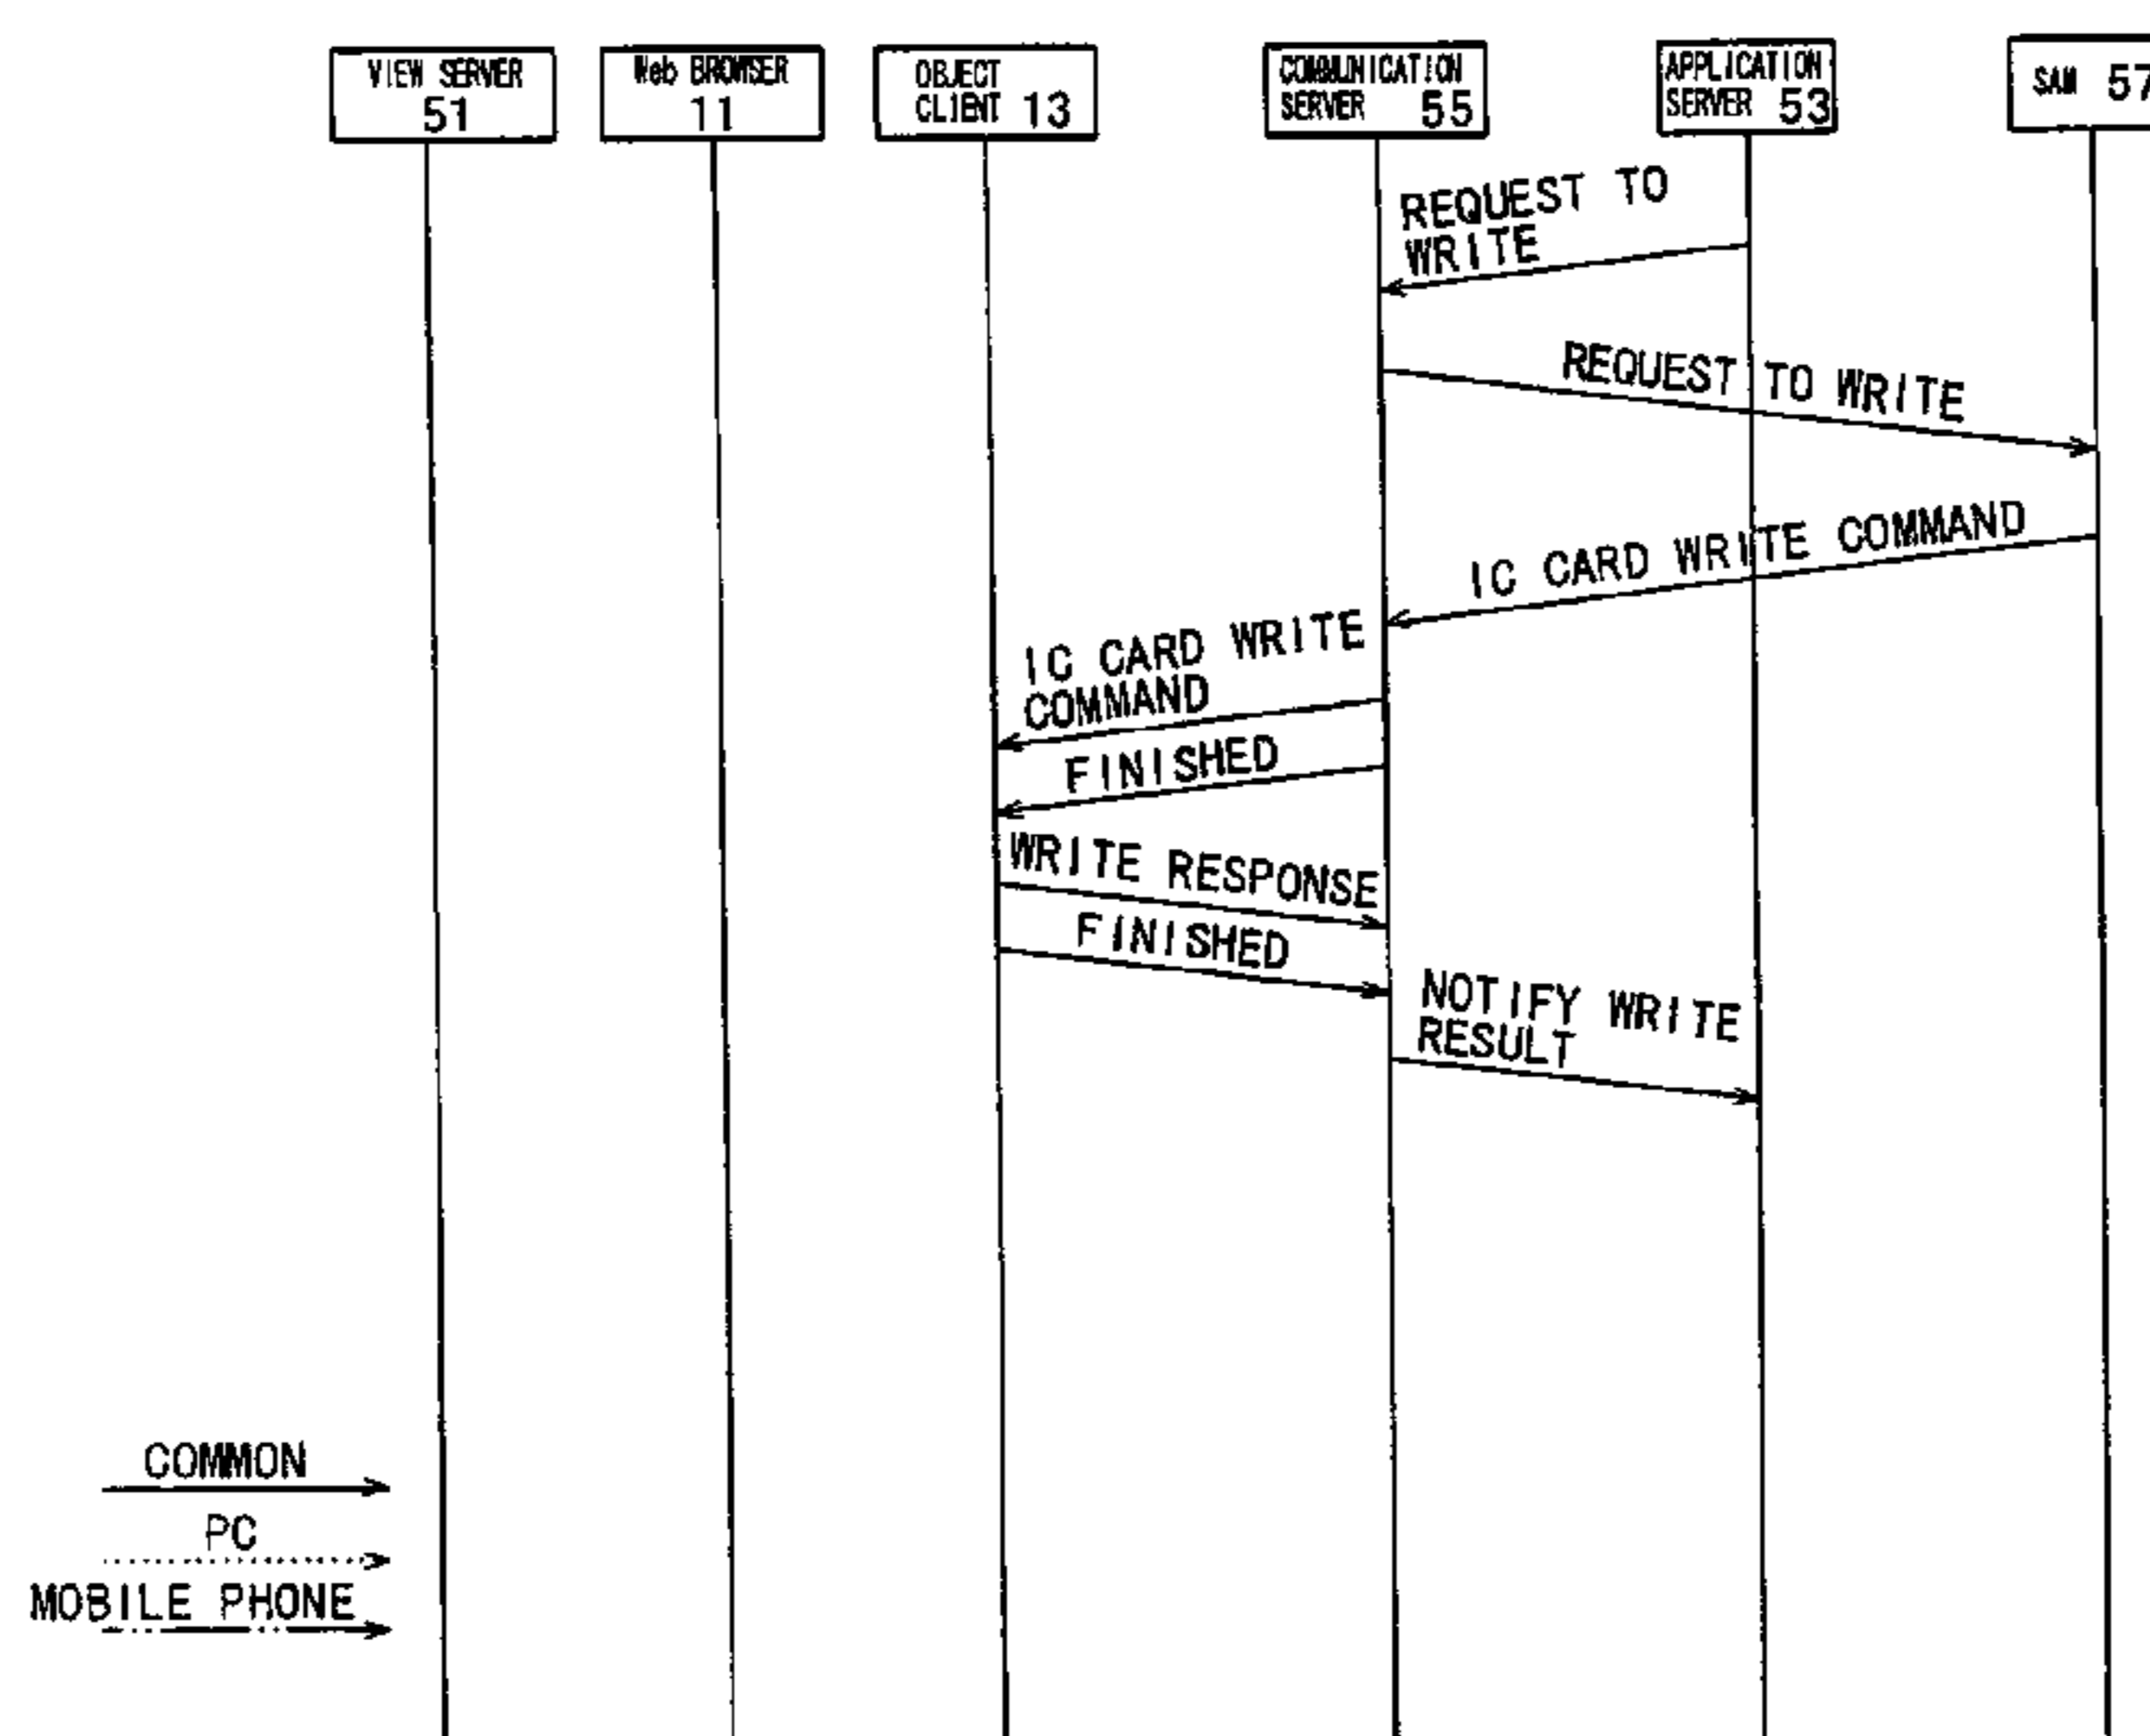 VIEW SERVER
51
Web BROWSER
11
OBJECT
CLIENT 13
COMMUNICATION
SERVER 55
APPLICATION
SERVER 53
SAM 57
REQUEST TO
WRITE
REQUEST TO WRITE
IC CARD WRITE COMMAND
IC CARD WRITE
COMMAND
FINISHED
WRITE RESPONSE
FINISHED
NOTIFY WRITE
RESULT
COMMON
PC
MOBILE PHONE